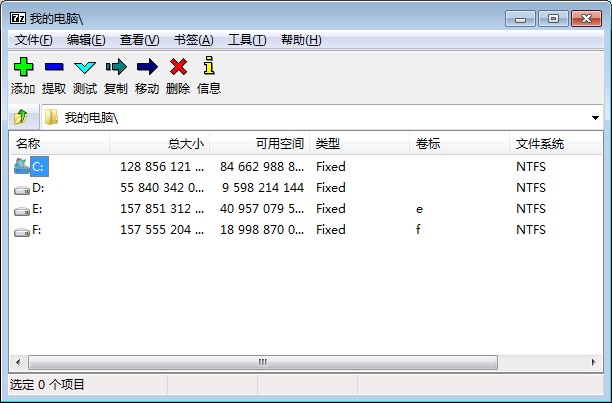 7z 我的电脑\
文件(F) 编辑(E) 查看(V) 书签(A) 工具(T) 帮助(H)
添加 提取 测试 复制 移动 删除 信息
我的电脑\
名称 总大小 可用空间 类型 卷标 文件系统
C: 128 856 121 ... 84 662 988 8... Fixed NTFS
D: 55 840 342 0... 9 598 214 144 Fixed NTFS
E: 157 851 312 ... 40 957 079 5... Fixed e NTFS
F: 157 555 204 ... 18 998 870 0... Fixed f NTFS
选定 0 个项目